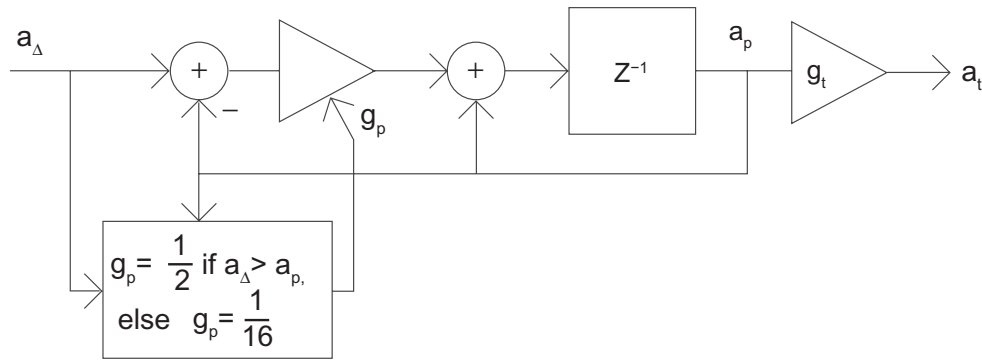 a_Δ
+
−
g_p
+
Z⁻¹
a_p
g_t
a_t
g_p= 1/2 if a_Δ> a_p,
else g_p= 1/16